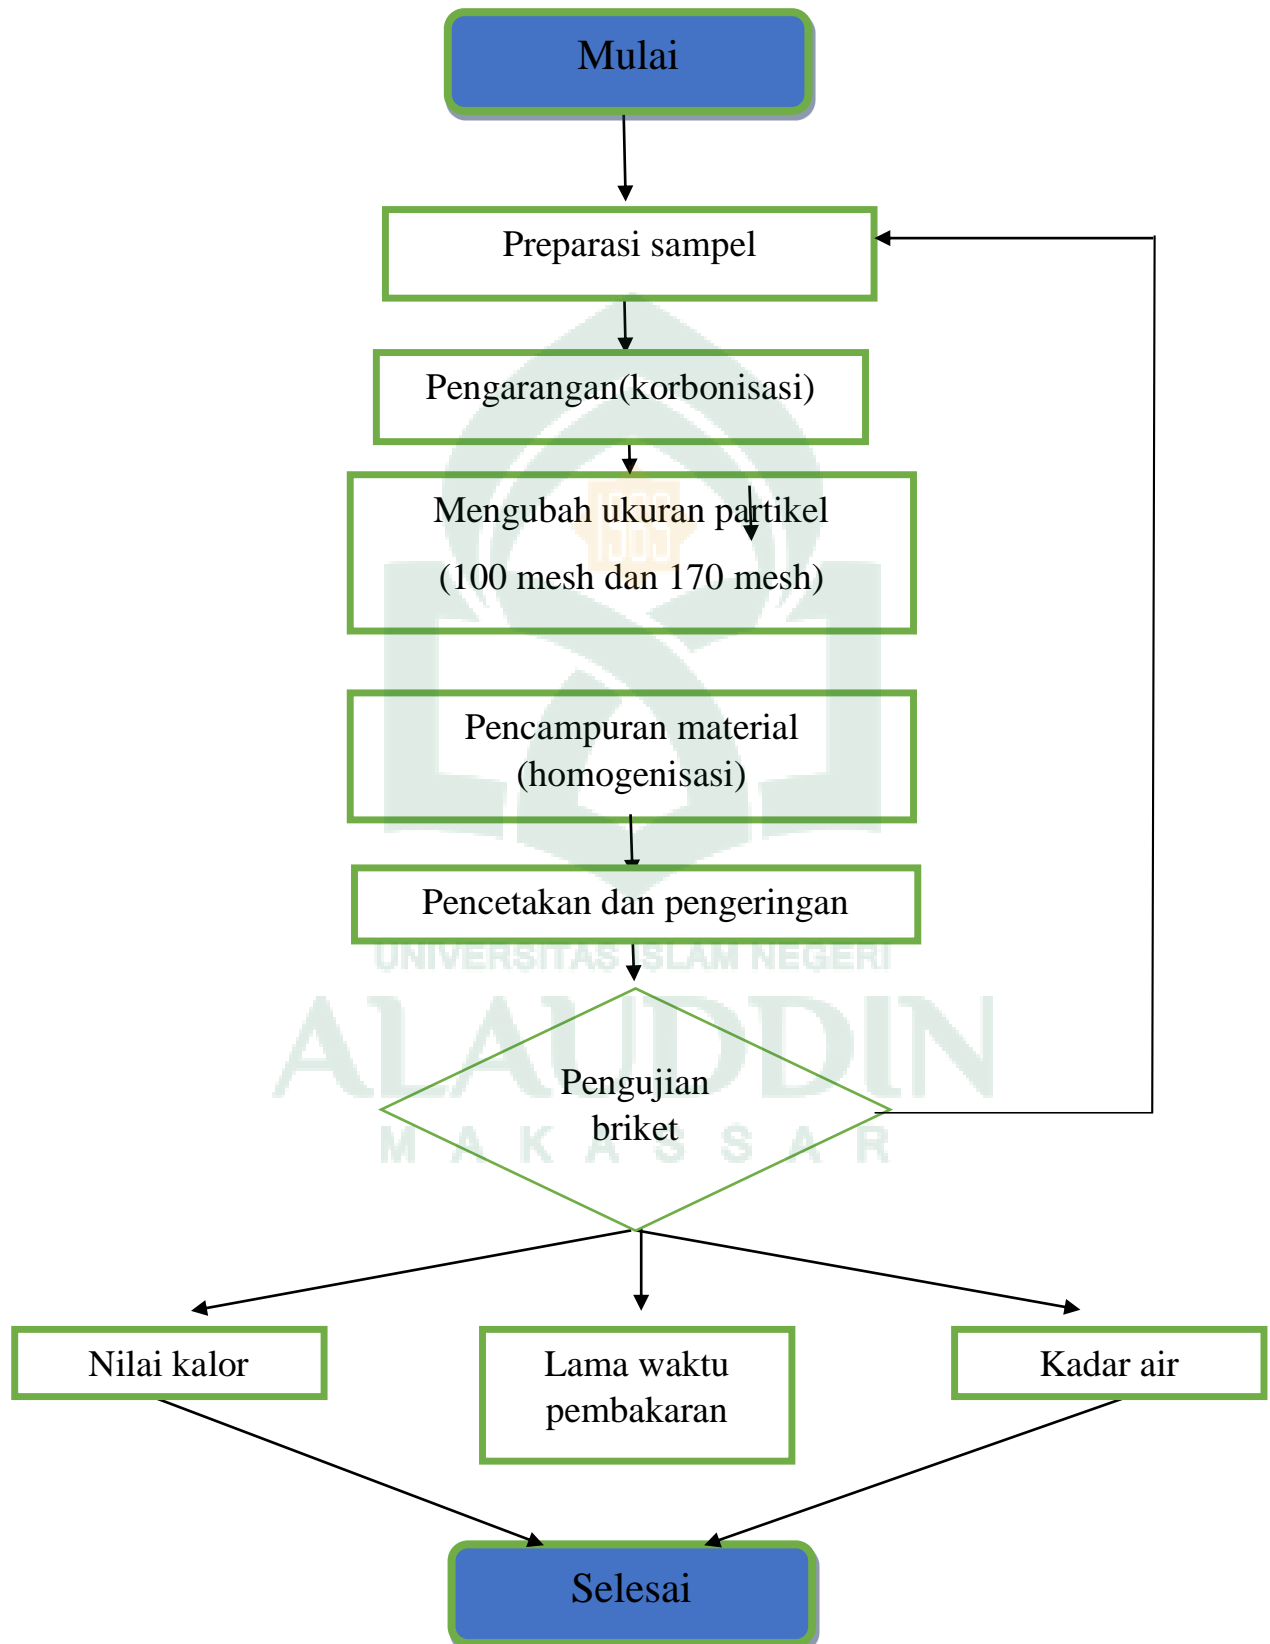 Mulai
Preparasi sampel
Pengarangan(korbonisasi)
Mengubah ukuran partikel
(100 mesh dan 170 mesh)
Pencampuran material
(homogenisasi)
Pencetakan dan pengeringan
UNIVERSITAS ISLAM NEGERI
ALAUDDIN
MAKASSAR
Pengujian
briket
Nilai kalor
Lama waktu
pembakaran
Kadar air
Selesai